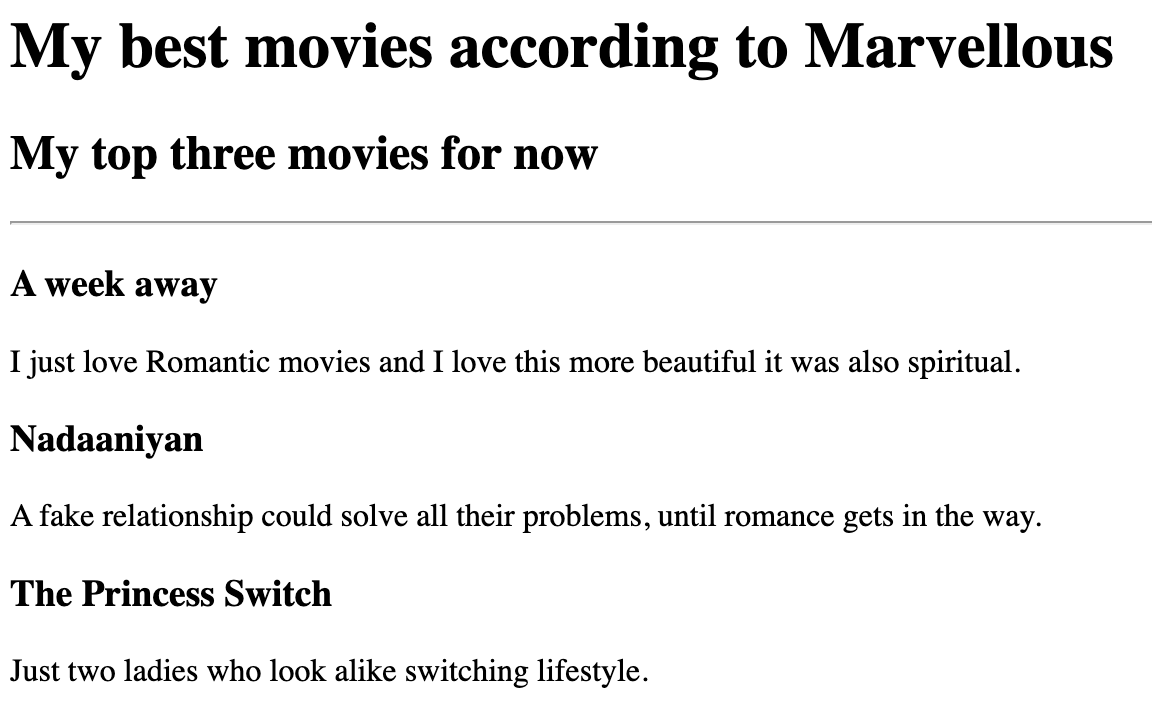 My best movies according to Marvellous
My top three movies for now
A week away
I just love Romantic movies and I love this more beautiful it was also spiritual.
Nadaaniyan
A fake relationship could solve all their problems, until romance gets in the way.
The Princess Switch
Just two ladies who look alike switching lifestyle.